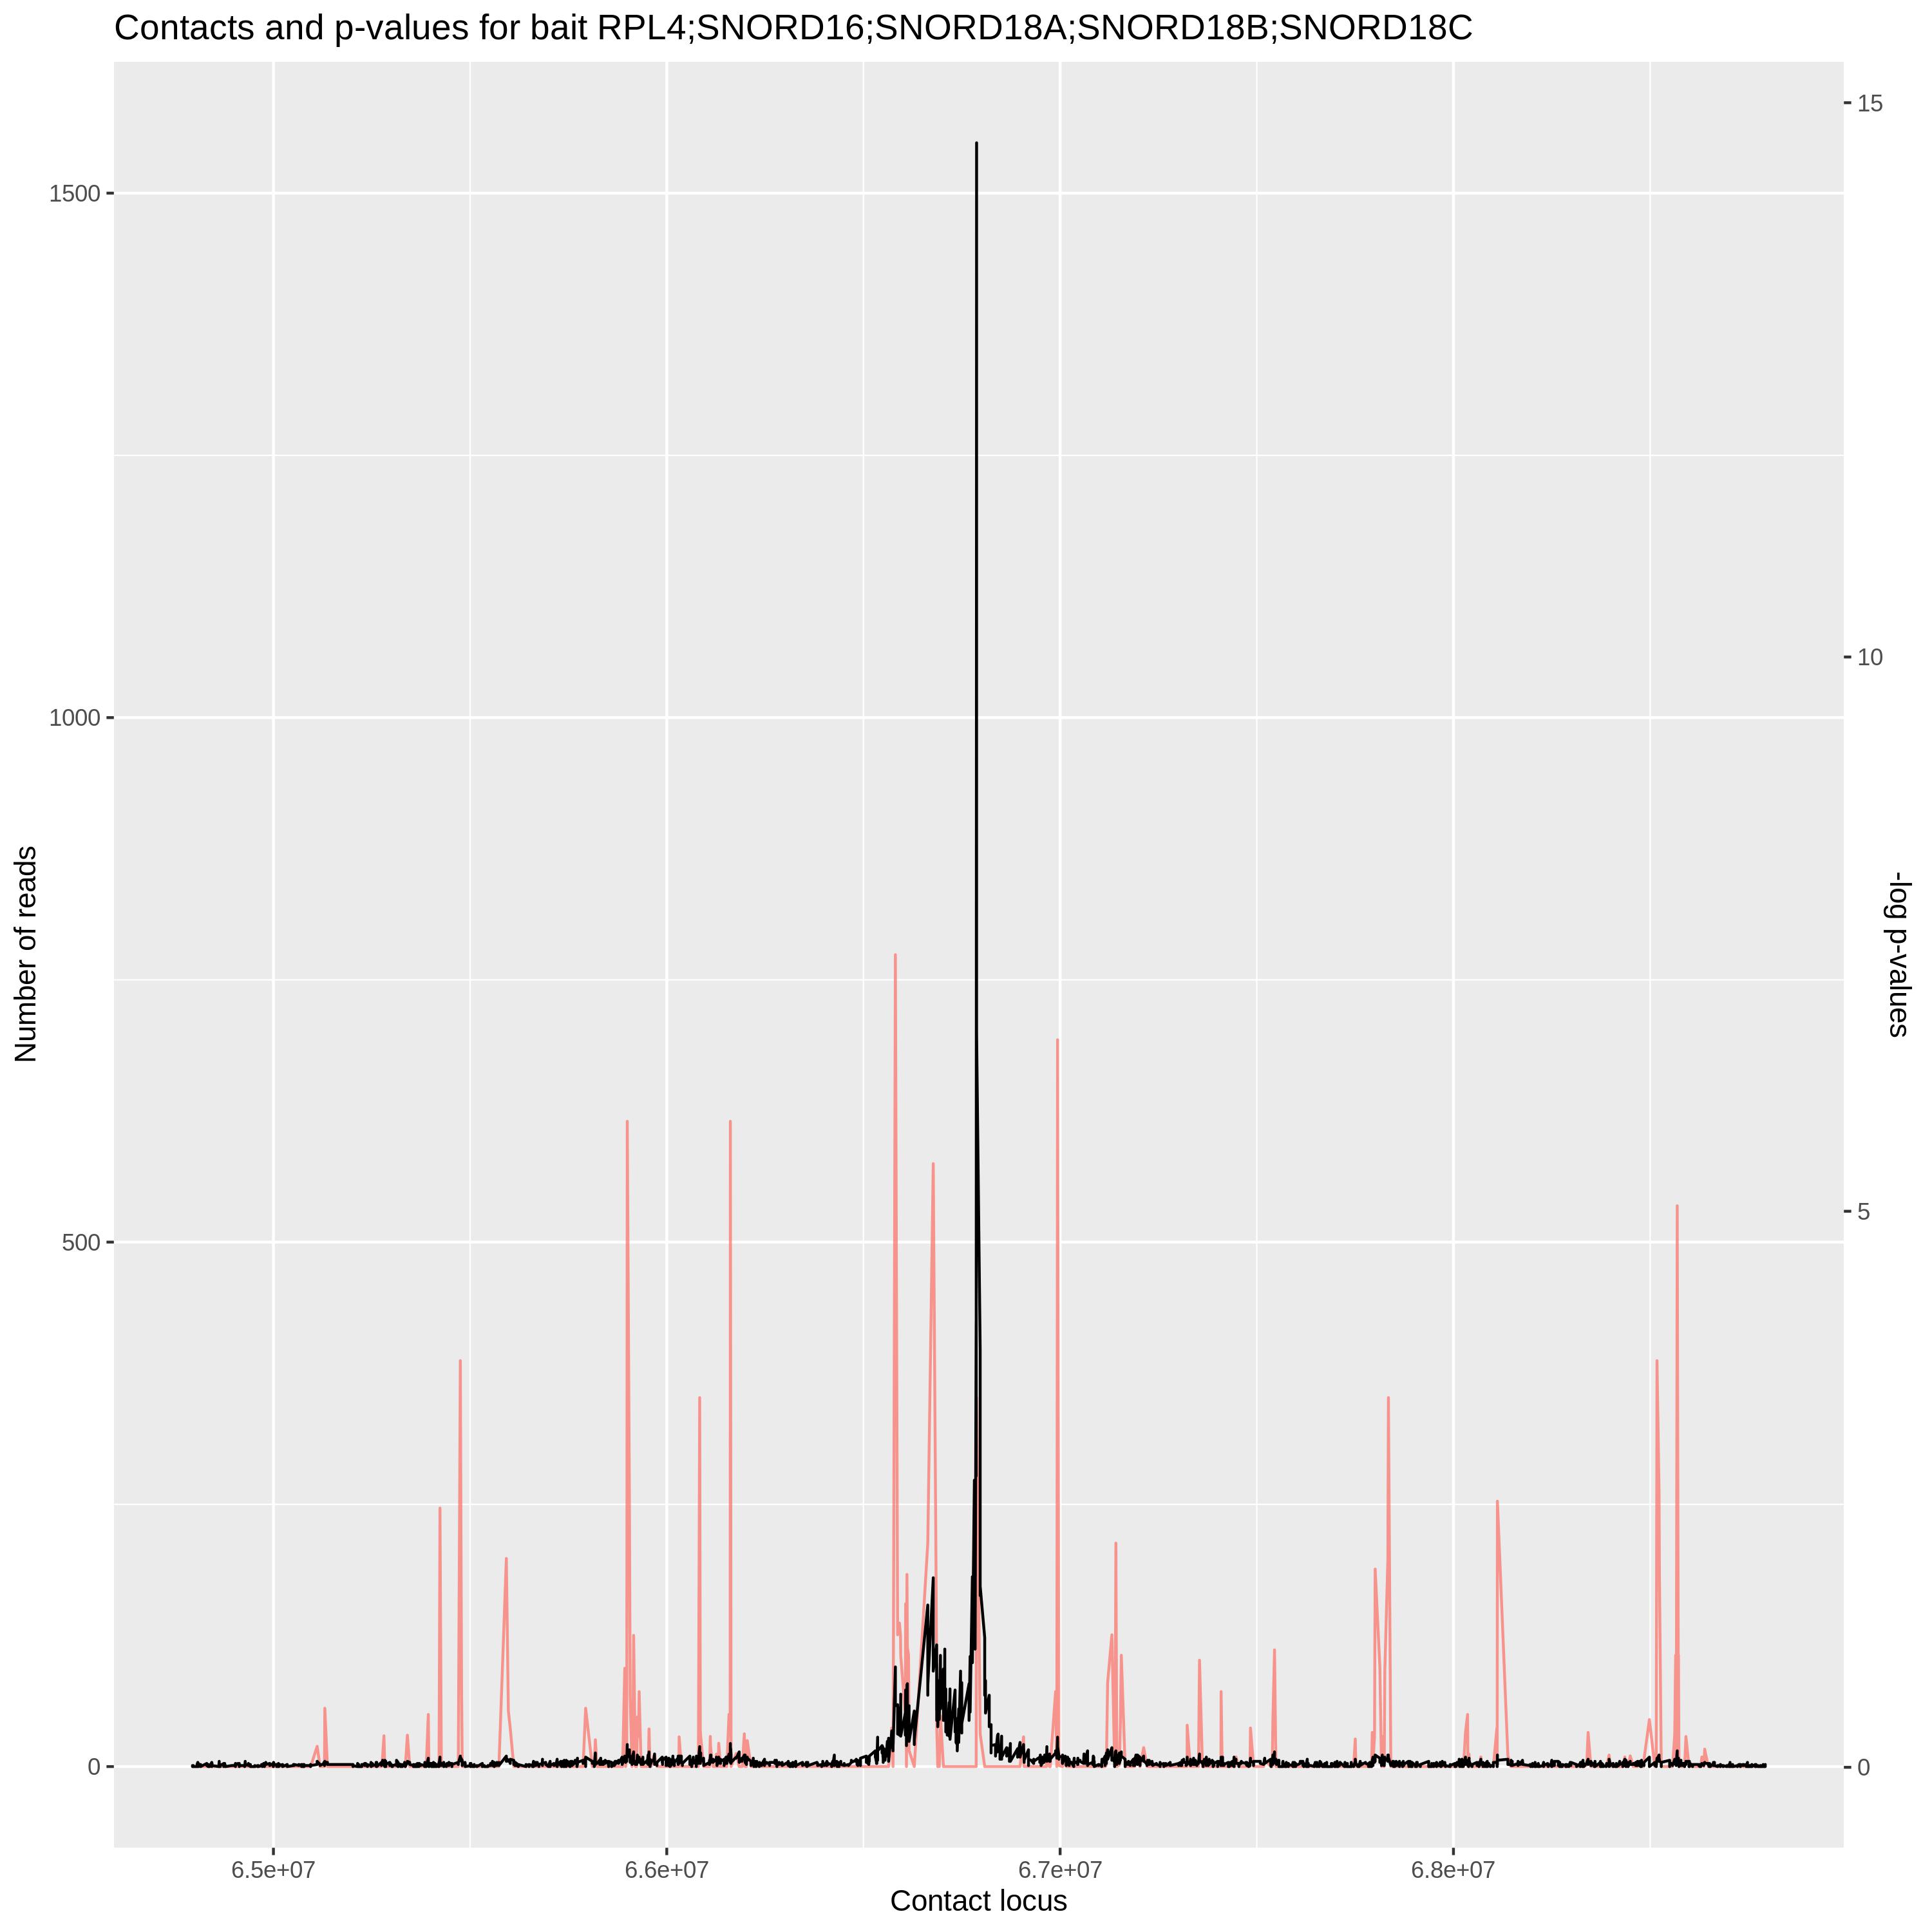 Contacts and p-values for bait RPL4;SNORD16;SNORD18A;SNORD18B;SNORD18C
15
1500
10
1000
Number of reads
-log p-values
5
500
0
0
6.5e+07
6.6e+07
6.7e+07
6.8e+07
Contact locus